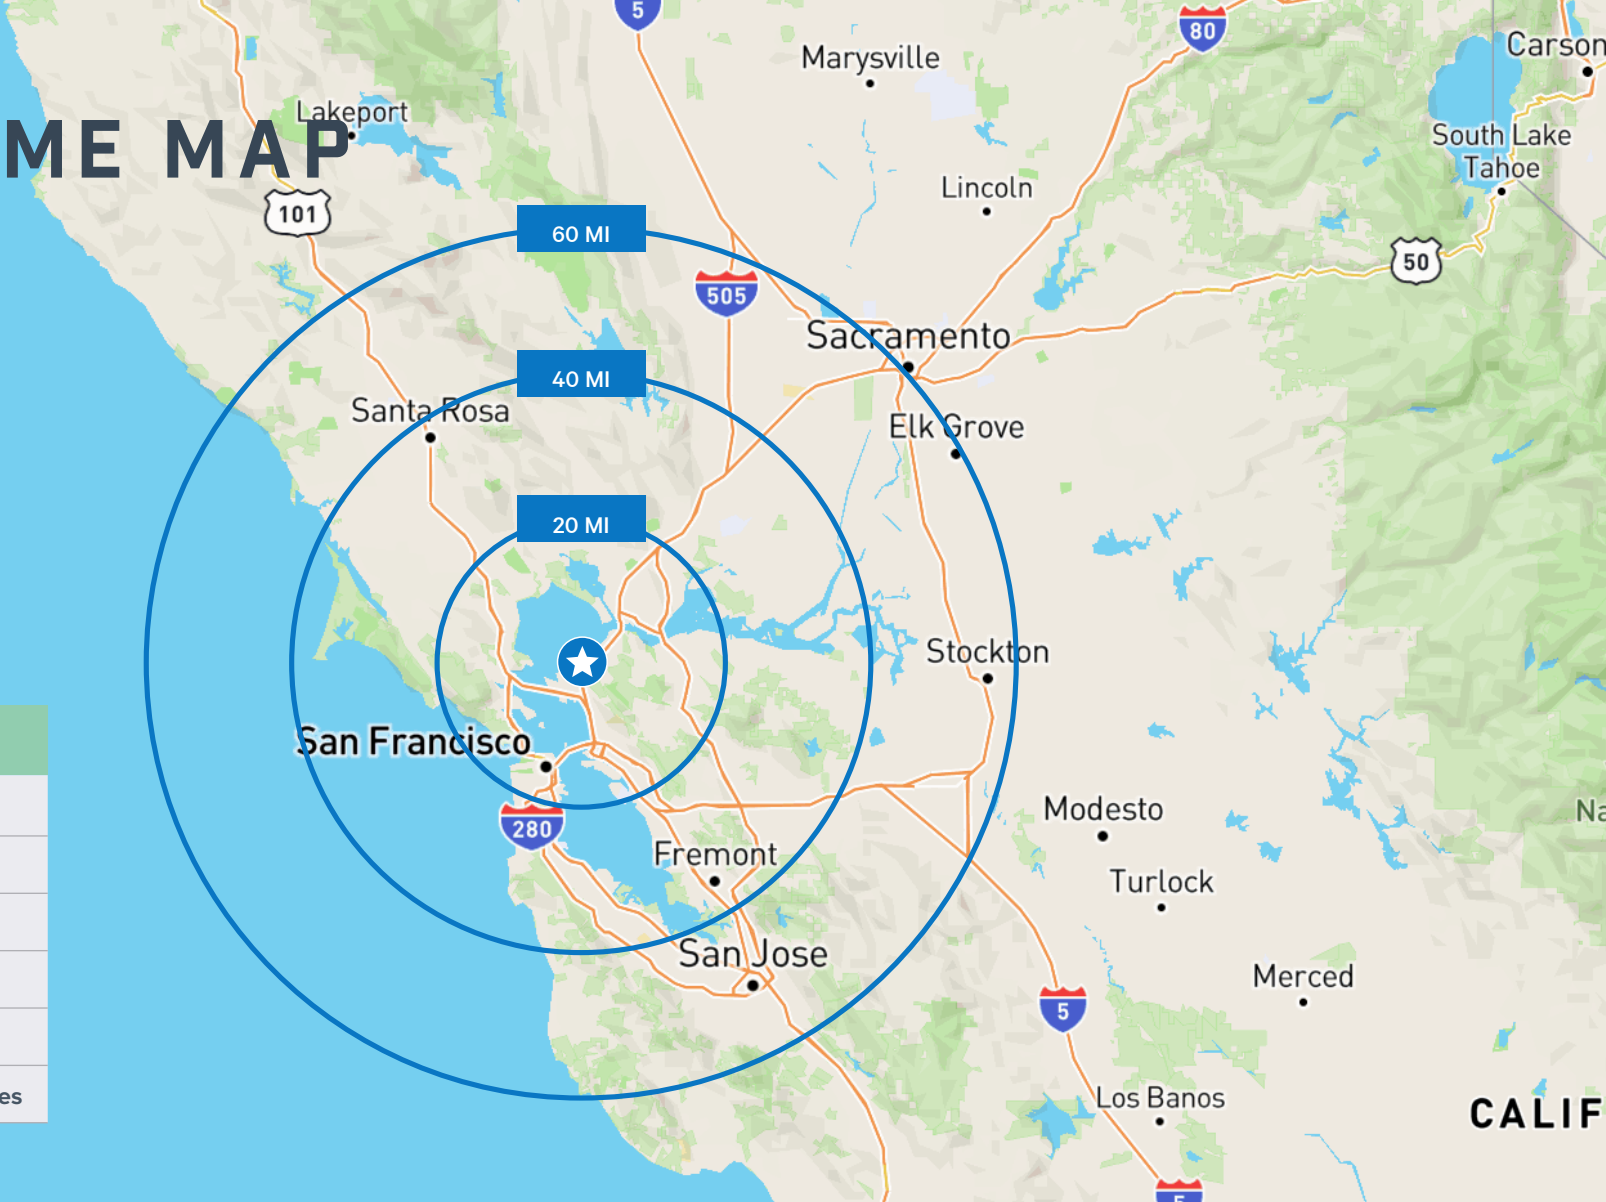 5
80
Marysville
Carson
Lakeport
ME MAP
South Lake
Tahoe
Lincoln
101
60 MI
50
505
Sacramento
40 MI
Santa Rosa
Elk Grove
20 MI
Stockton
San Francisco
Modesto
Na
280
Fremont
Turlock
San Jose
Merced
5
es
Los Banos
CALIF
5